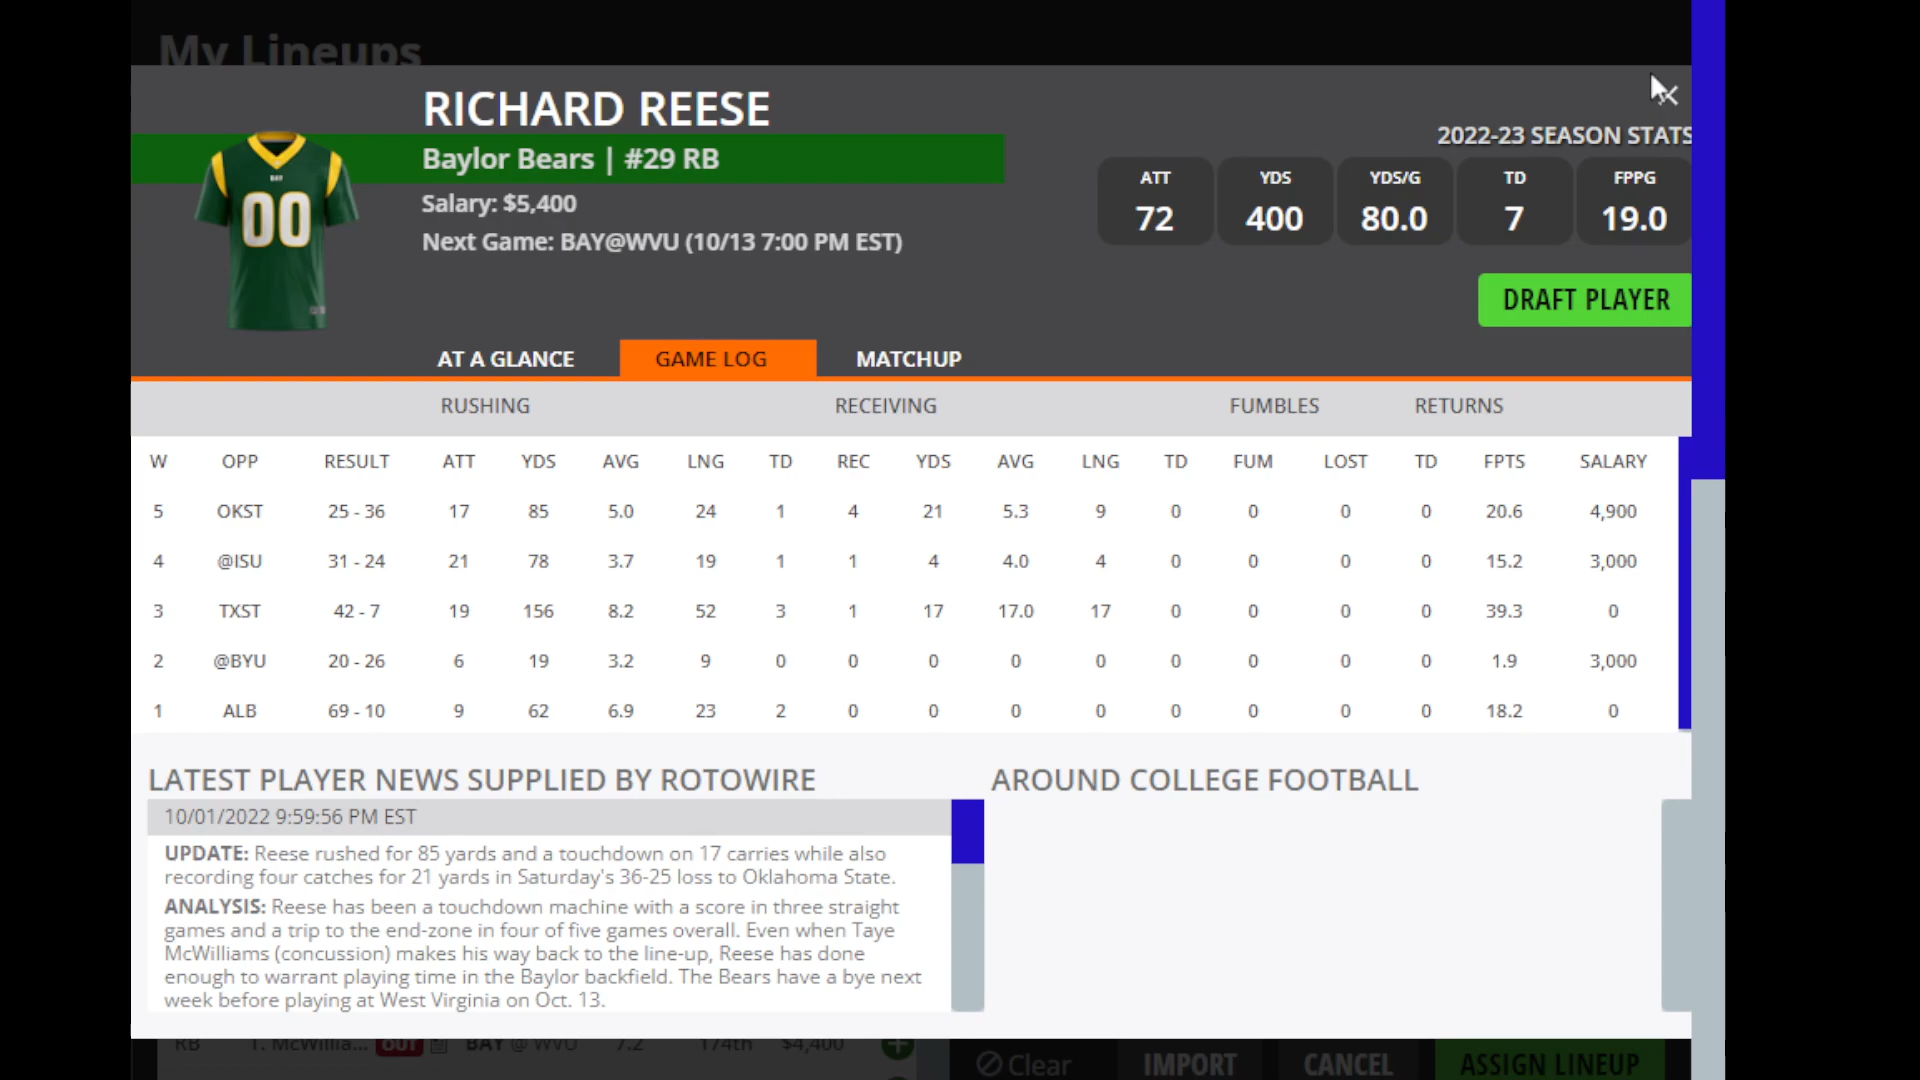 My Lineups
RICHARD REESE
Baylor Bears | #29 RB
Salary: $5,400
Next Game: BAY@WVU (10/13 7:00 PM EST)
BAY
00
2022-23 SEASON STATS
ATT YDS YDS/G TD FPPG
72 400 80.0 7 19.0
DRAFT PLAYER
AT A GLANCE GAME LOG MATCHUP
RUSHING RECEIVING FUMBLES RETURNS
W OPP RESULT ATT YDS AVG LNG TD REC YDS AVG LNG TD FUM LOST TD FPTS SALARY
5 OKST 25 - 36 17 85 5.0 24 1 4 21 5.3 9 0 0 0 0 20.6 4,900
4 @ISU 31 - 24 21 78 3.7 19 1 1 4 4.0 4 0 0 0 0 15.2 3,000
3 TXST 42 - 7 19 156 8.2 52 3 1 17 17.0 17 0 0 0 0 39.3 0
2 @BYU 20 - 26 6 19 3.2 9 0 0 0 0 0 0 0 0 0 1.9 3,000
1 ALB 69 - 10 9 62 6.9 23 2 0 0 0 0 0 0 0 0 18.2 0
LATEST PLAYER NEWS SUPPLIED BY ROTOWIRE
10/01/2022 9:59:56 PM EST
UPDATE: Reese rushed for 85 yards and a touchdown on 17 carries while also
recording four catches for 21 yards in Saturday's 36-25 loss to Oklahoma State.
ANALYSIS: Reese has been a touchdown machine with a score in three straight
games and a trip to the end-zone in four of five games overall. Even when Taye
McWilliams (concussion) makes his way back to the line-up, Reese has done
enough to warrant playing time in the Baylor backfield. The Bears have a bye next
week before playing at West Virginia on Oct. 13.
AROUND COLLEGE FOOTBALL
RB T. McWillia... OUT BAY @ WVU 7.2 174th $4,400
Clear IMPORT CANCEL ASSIGN LINEUP